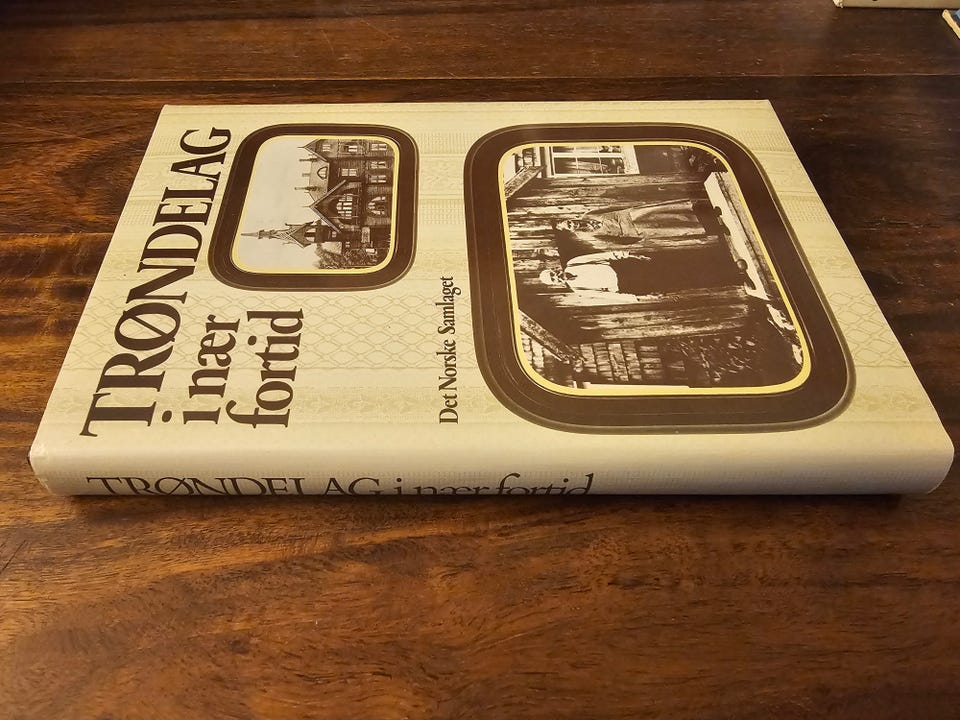 TRØNDELAG
i nær
fortid
Det Norske Samlaget
TRØNDELAG i nær fortid